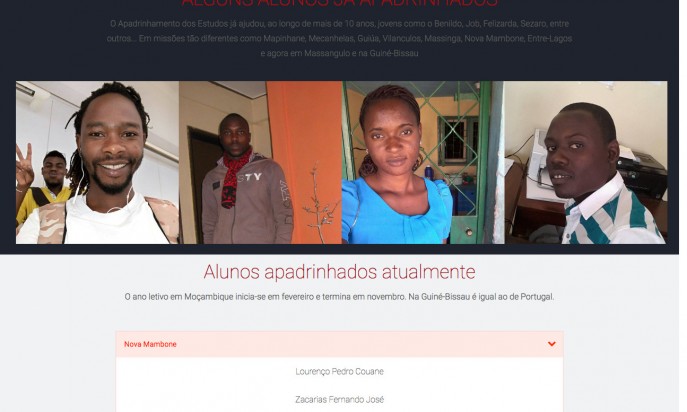 ALGUNS ALUNOS JÁ APADRINHADOS
O Apadrinhamento dos Estudos já ajudou, ao longo de mais de 10 anos, jovens como o Benildo, Job, Felizarda, Sezaro, entre
outros... Em missões tão diferentes como Mapinhane, Mecanhelas, Guiúa, Vilanculos, Massinga, Nova Mambone, Entre-Lagos
e agora em Massangulo e na Guiné-Bissau
STY
Alunos apadrinhados atualmente
O ano letivo em Moçambique inicia-se em fevereiro e termina em novembro. Na Guiné-Bissau é igual ao de Portugal.
Nova Mambone
Lourenço Pedro Couane
Zacarias Fernando José